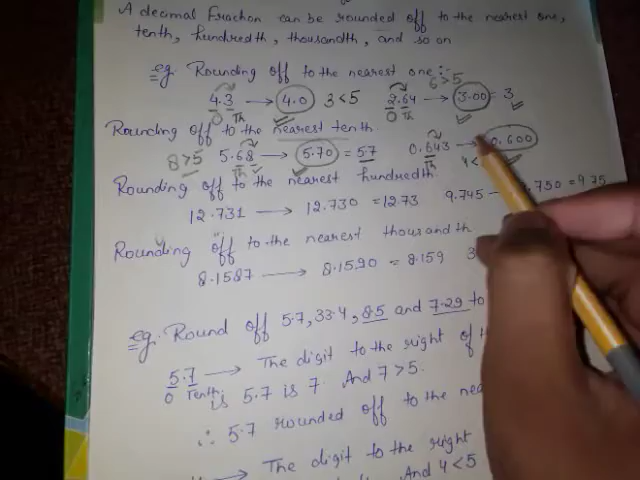 A decimal Fraction can be rounded off to the nearest one,
tenth, hundredth, thousandth, and so on
eg. Rounding off to the nearest one:-
6>5
4.3 → 4.0 3<5 2.64 → 3.00 = 3
O Th O Th
Rounding off to the nearest tenth.
8>5 5.68 → 5.70 = 5.7 0.643 → 0.600
Th Th 4<
Rounding off to the nearest hundredth.
12.731 → 12.730 = 12.73 9.745 — .750 = 9.75
Rounding off to the nearest thousandth
8.1587 → 8.1590 = 8.159 3
eg. Round off 5.7, 33.4, 8.5 and 7.29 to
5.7 → The digit to the right of
O Tenth. is 5.7 is 7. And 7>5.
∴ 5.7 rounded off to the
→ The digit to the right
And 4<5